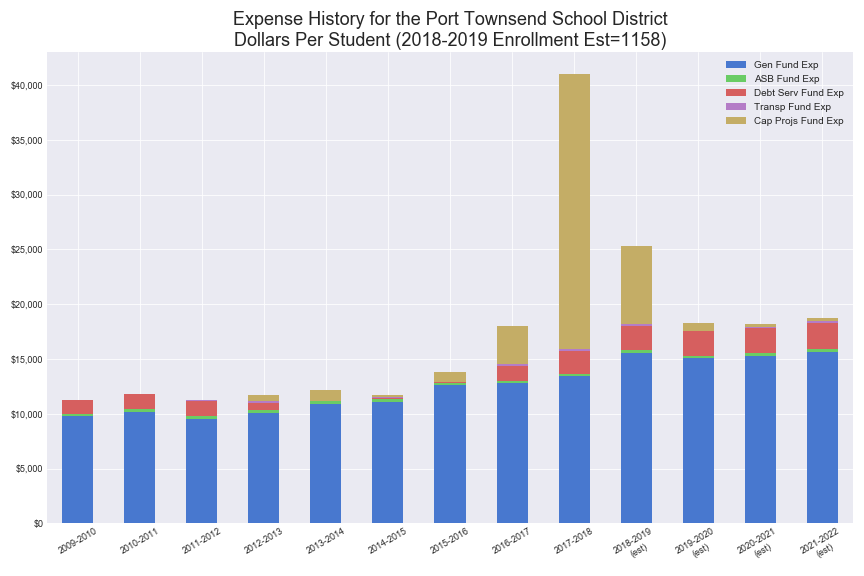 Expense History for the Port Townsend School District
Dollars Per Student (2018-2019 Enrollment Est=1158)
Gen Fund Exp
ASB Fund Exp
Debt Serv Fund Exp
Transp Fund Exp
Cap Projs Fund Exp
$40,000
$35,000
$30,000
$25,000
$20,000
$15,000
$10,000
$5,000
$0
2009-2010
2010-2011
2011-2012
2012-2013
2013-2014
2014-2015
2015-2016
2016-2017
2017-2018
2018-2019
(est)
2019-2020
(est)
2020-2021
(est)
2021-2022
(est)